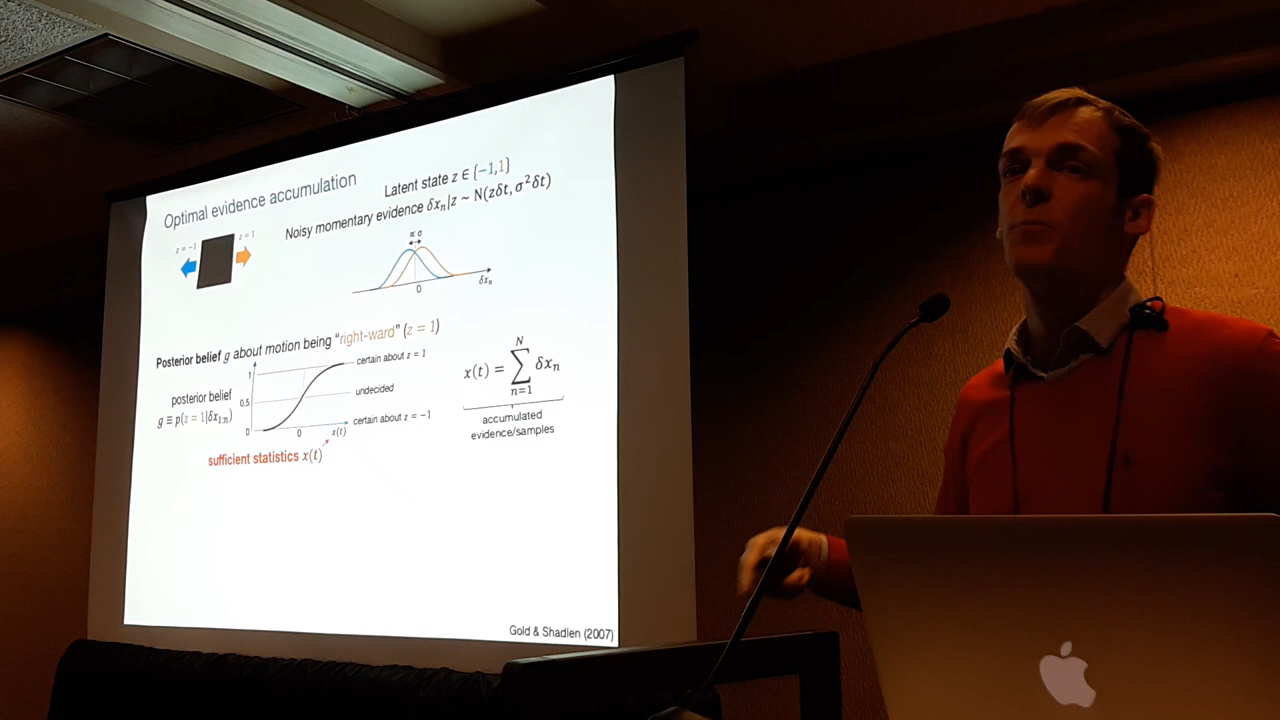 Optimal evidence accumulation
Latent state z ∈ {-1,1}
Noisy momentary evidence δxₙ|z ~ N(zδt, σ²δt)
z = -1
z = 1
∝ σ
0
δxₙ
Posterior belief g about motion being "right-ward" (z = 1)
posterior belief
g ≡ p(z = 1|δx₁:ₙ)
1
0.5
0
0
x(t)
certain about z = 1
undecided
certain about z = -1
sufficient statistics x(t)
x(t) = ∑ₙ₌₁ᴺ δxₙ
accumulated
evidence/samples
Gold & Shadlen (2007)